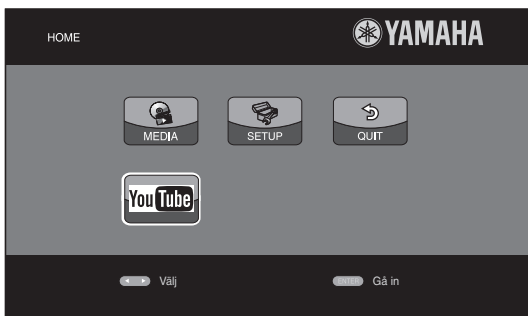 HOME
YAMAHA
MEDIA
SETUP
QUIT
YouTube
Välj
ENTER Gå in